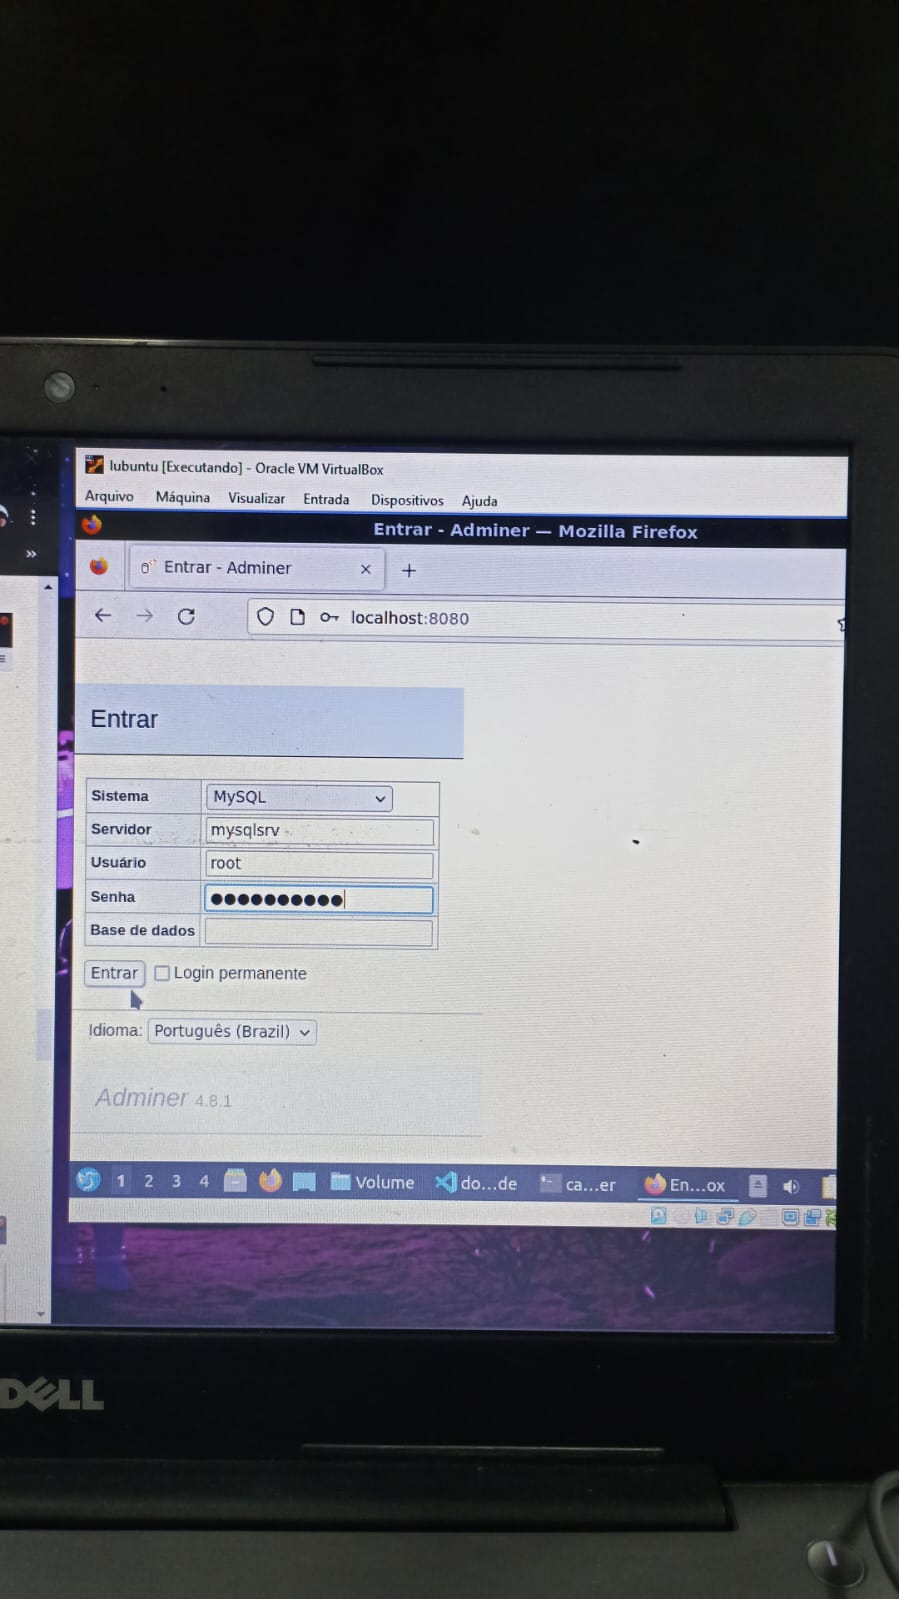 lubuntu [Executando] - Oracle VM VirtualBox
Arquivo Máquina Visualizar Entrada Dispositivos Ajuda
Entrar - Adminer — Mozilla Firefox
Entrar - Adminer
localhost:8080
Entrar
Sistema MySQL
Servidor mysqlsrv
Usuário root
Senha ●●●●●●●●●●
Base de dados
Entrar Login permanente
Idioma: Português (Brazil)
Adminer 4.8.1
1 2 3 4 Volume do...de ca...er En...ox
DELL